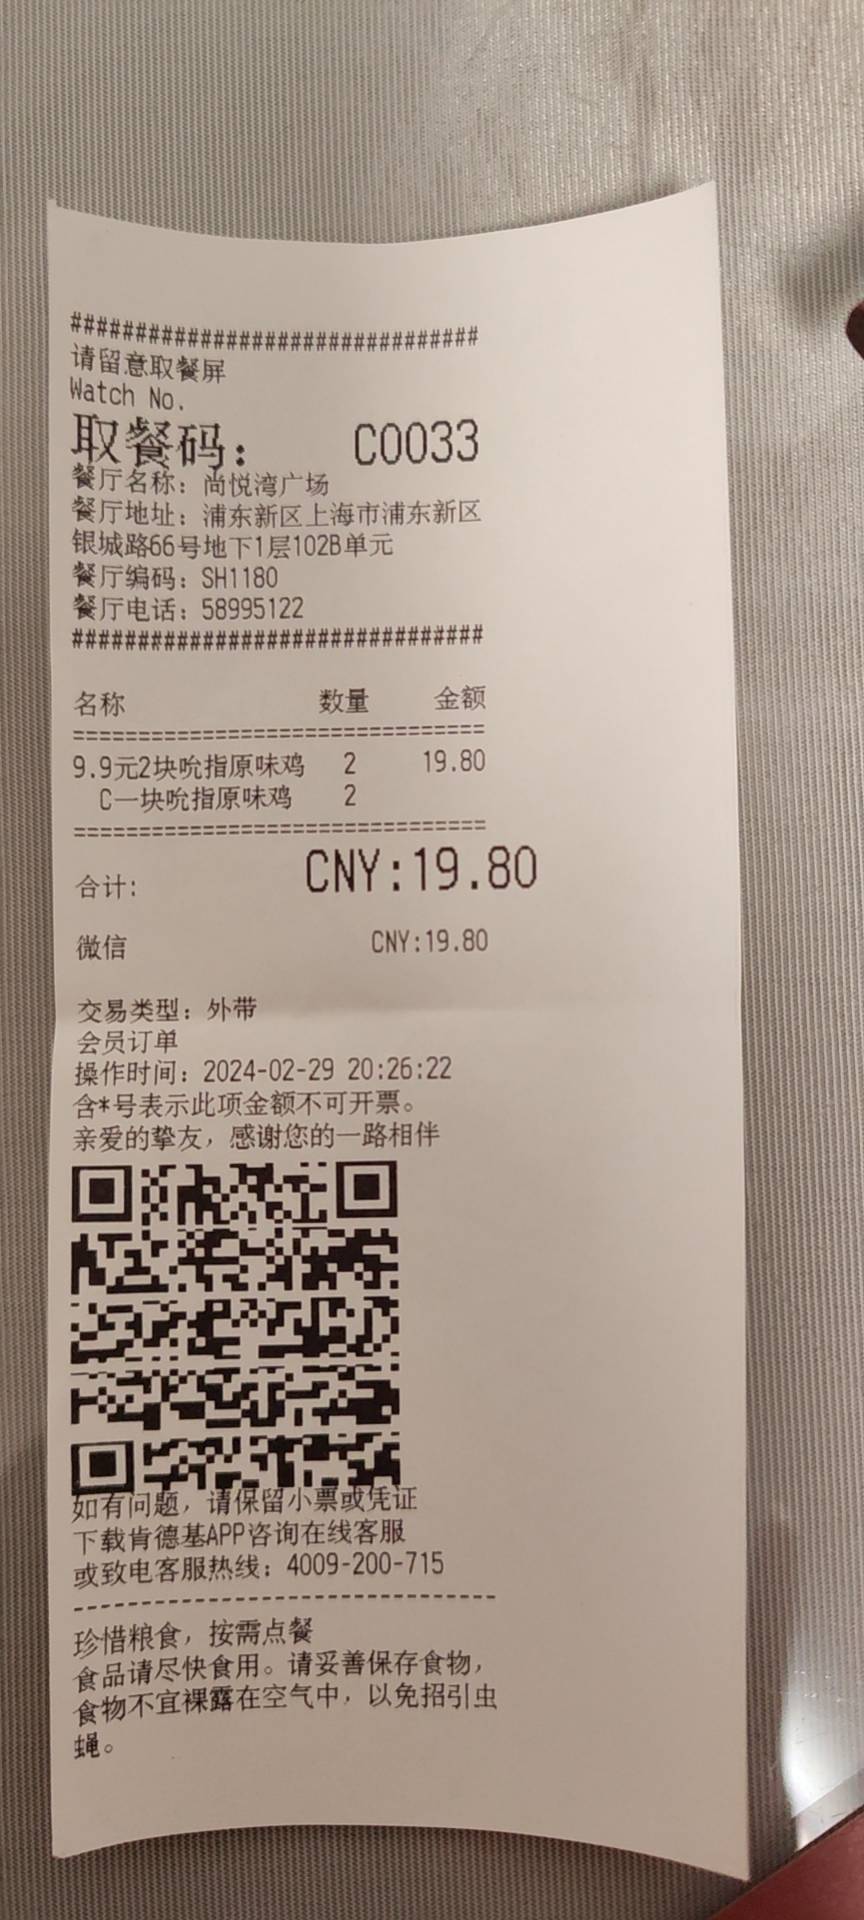 ################################
请留意取餐屏
Watch No.
取餐码： C0033
餐厅名称：尚悦湾广场
餐厅地址：浦东新区上海市浦东新区
银城路66号地下1层102B单元
餐厅编码：SH1180
餐厅电话：58995122
################################
名称 数量 金额
================================
9.9元2块吮指原味鸡 2 19.80
C一块吮指原味鸡 2
================================
合计: CNY:19.80
微信 CNY:19.80
交易类型：外带
会员订单
操作时间：2024-02-29 20:26:22
含*号表示此项金额不可开票。
亲爱的挚友，感谢您的一路相伴
如有问题，请保留小票或凭证
下载肯德基APP咨询在线客服
或致电客服热线：4009-200-715
--------------------------------
珍惜粮食，按需点餐
食品请尽快食用。请妥善保存食物，
食物不宜裸露在空气中，以免招引虫
蝇。